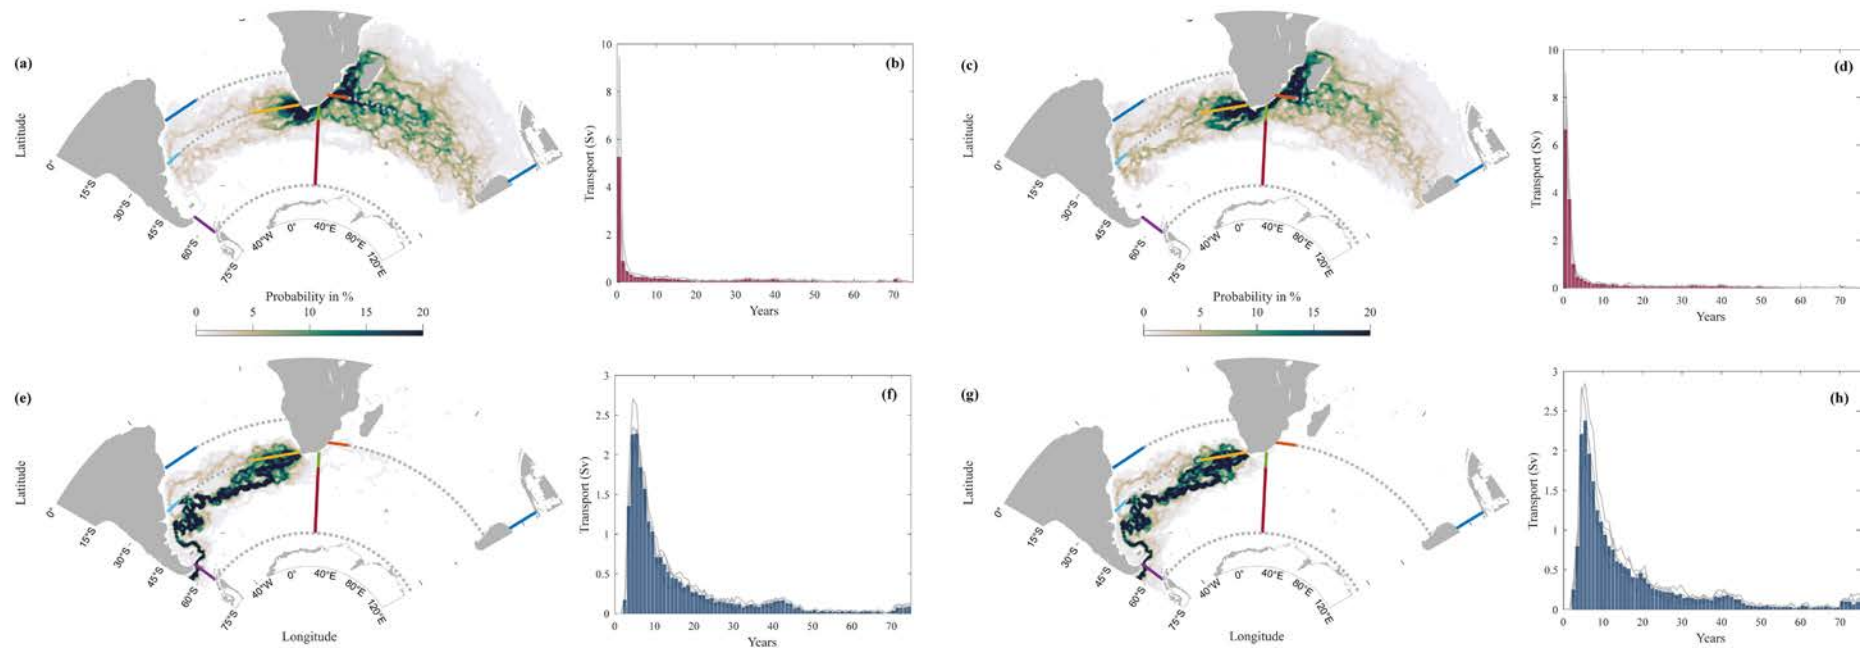 (a)
Latitude
0°
15°S
30°S
45°S
60°S
75°S
40°W
0°
40°E
80°E
120°E
Probability in %
0 5 10 15 20
(b)
Transport (Sv)
10
8
6
4
2
0
0 10 20 30 40 50 60 70
Years
(c)
Latitude
0°
15°S
30°S
45°S
60°S
75°S
40°W
0°
40°E
80°E
120°E
Probability in %
0 5 10 15 20
(d)
Transport (Sv)
10
8
6
4
2
0
0 10 20 30 40 50 60 70
Years
(e)
Latitude
0°
15°S
30°S
45°S
60°S
75°S
40°W
0°
40°E
80°E
120°E
Longitude
(f)
Transport (Sv)
3
2.5
2
1.5
1
0.5
0
0 10 20 30 40 50 60 70
Years
(g)
Latitude
0°
15°S
30°S
45°S
60°S
75°S
40°W
0°
40°E
80°E
120°E
Longitude
(h)
Transport (Sv)
3
2.5
2
1.5
1
0.5
0
0 10 20 30 40 50 60 70
Years